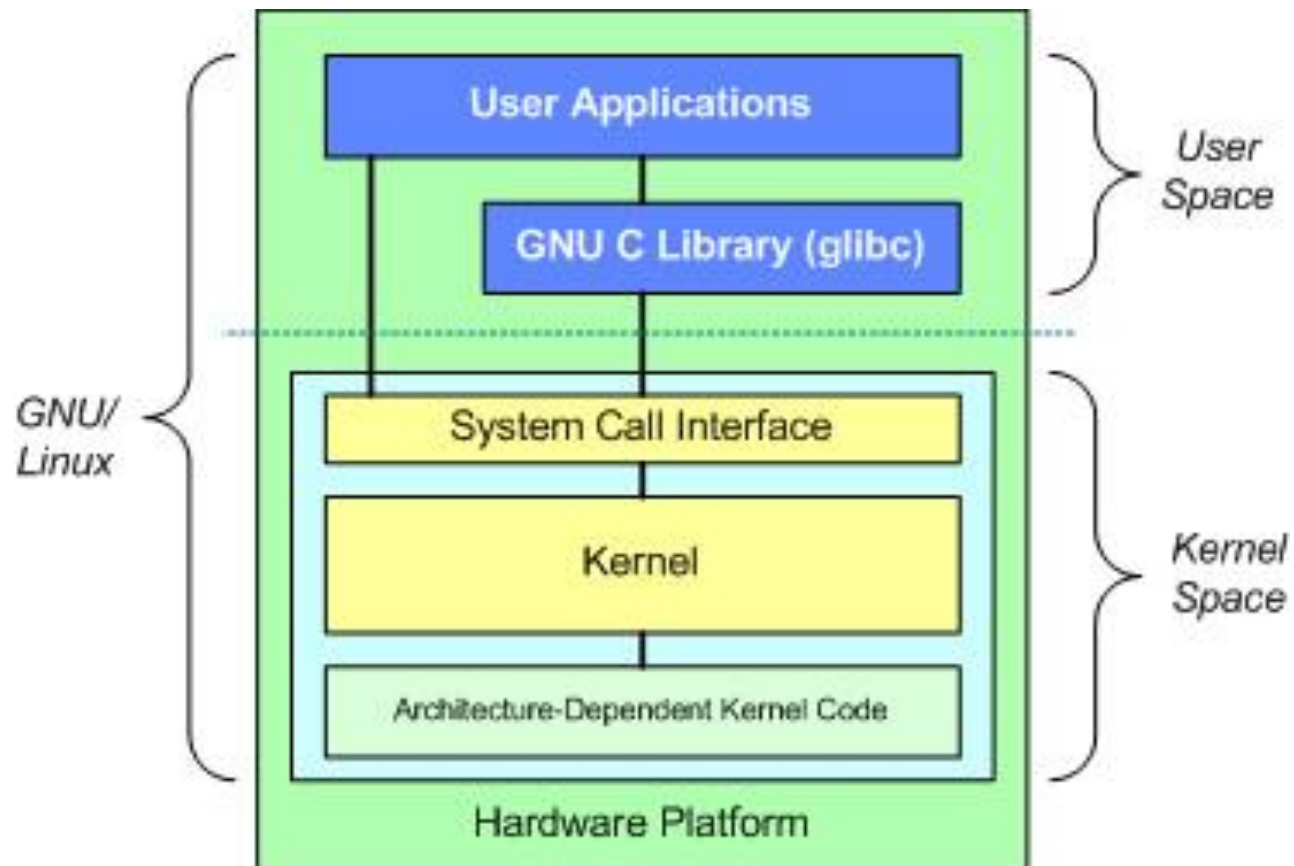 User Applications
User
Space
GNU C Library (glibc)
GNU/
Linux
System Call Interface
Kernel
Kernel
Space
Architecture-Dependent Kernel Code
Hardware Platform